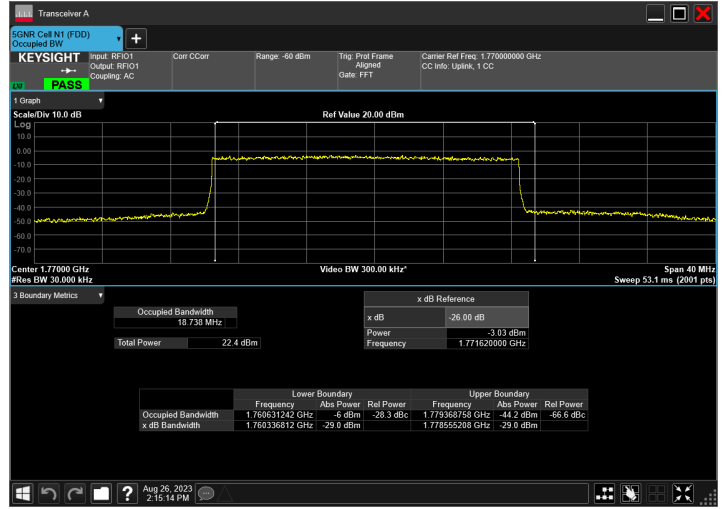 Transceiver A
5GNR Cell N1 (FDD)
Occupied BW
KEYSIGHT
Input: RFIO1
Output: RFIO1
Coupling: AC
Corr CCorr
Range: -60 dBm
Trig: Prot Frame
Aligned
Gate: FFT
Carrier Ref Freq: 1.770000000 GHz
CC Info: Uplink, 1 CC
LXI
PASS
1 Graph
Scale/Div 10.0 dB
Ref Value 20.00 dBm
Log
10.0
0.00
-10.0
-20.0
-30.0
-40.0
-50.0
-60.0
-70.0
Center 1.77000 GHz
Video BW 300.00 kHz*
Span 40 MHz
#Res BW 30.000 kHz
Sweep 53.1 ms (2001 pts)
3 Boundary Metrics
Occupied Bandwidth
18.738 MHz
Total Power 22.4 dBm
x dB Reference
x dB -26.00 dB
Power -3.03 dBm
Frequency 1.771620000 GHz
Lower Boundary Upper Boundary
Frequency Abs Power Rel Power Frequency Abs Power Rel Power
Occupied Bandwidth 1.760631242 GHz -6 dBm -28.3 dBc 1.779368758 GHz -44.2 dBm -66.6 dBc
x dB Bandwidth 1.760336812 GHz -29.0 dBm 1.778555208 GHz -29.0 dBm
Aug 26, 2023
2:15:14 PM